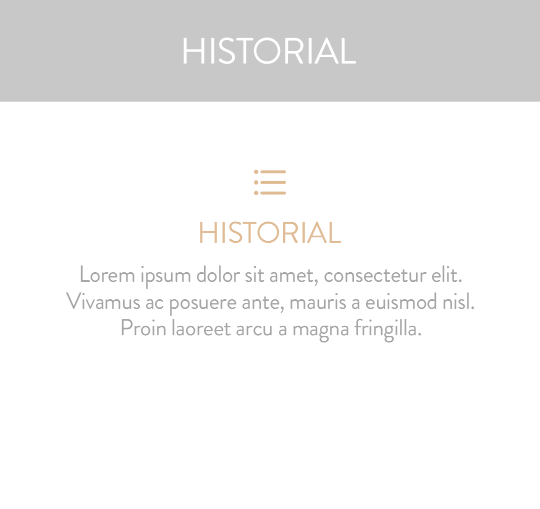 HISTORIAL
HISTORIAL
Lorem ipsum dolor sit amet, consectetur elit.
Vivamus ac posuere ante, mauris a euismod nisl.
Proin laoreet arcu a magna fringilla.